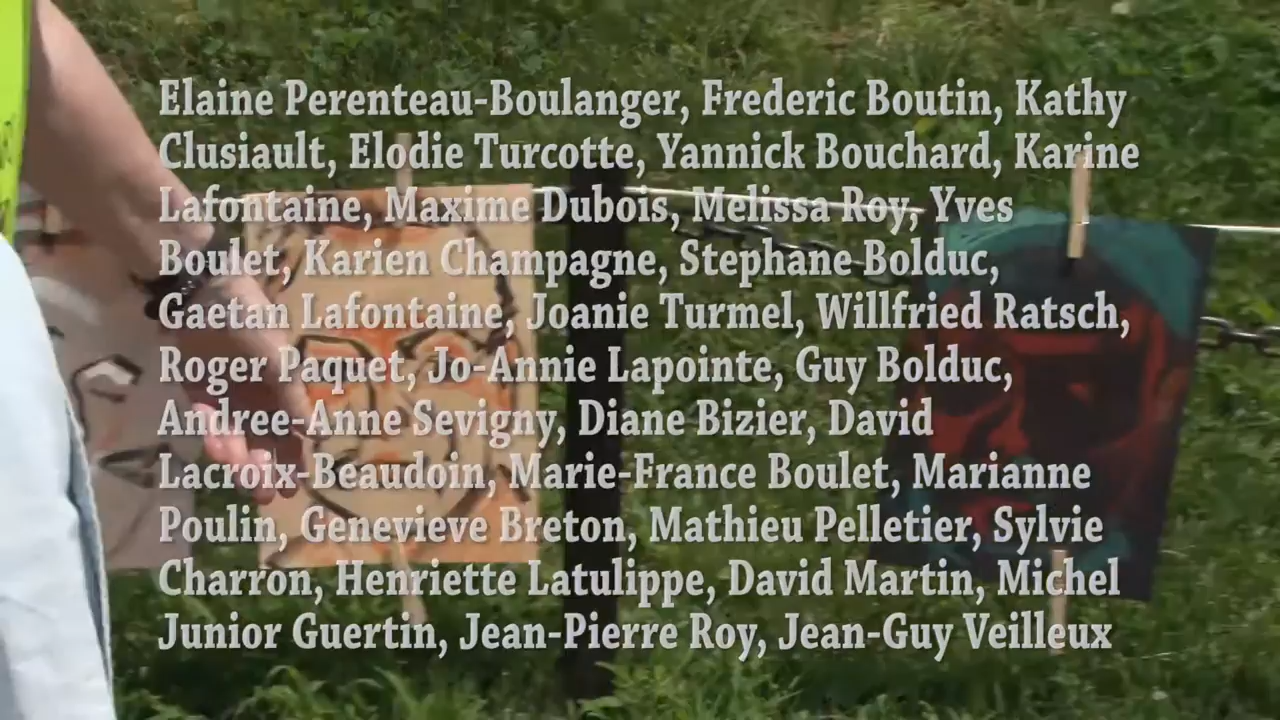 Elaine Perenteau-Boulanger, Frederic Boutin, Kathy
Clusiault, Elodie Turcotte, Yannick Bouchard, Karine
Lafontaine, Maxime Dubois, Melissa Roy, Yves
Boulet, Karien Champagne, Stephane Bolduc,
Gaetan Lafontaine, Joanie Turmel, Willfried Ratsch,
Roger Paquet, Jo-Annie Lapointe, Guy Bolduc,
Andree-Anne Sevigny, Diane Bizier, David
Lacroix-Beaudoin, Marie-France Boulet, Marianne
Poulin, Genevieve Breton, Mathieu Pelletier, Sylvie
Charron, Henriette Latulippe, David Martin, Michel
Junior Guertin, Jean-Pierre Roy, Jean-Guy Veilleux